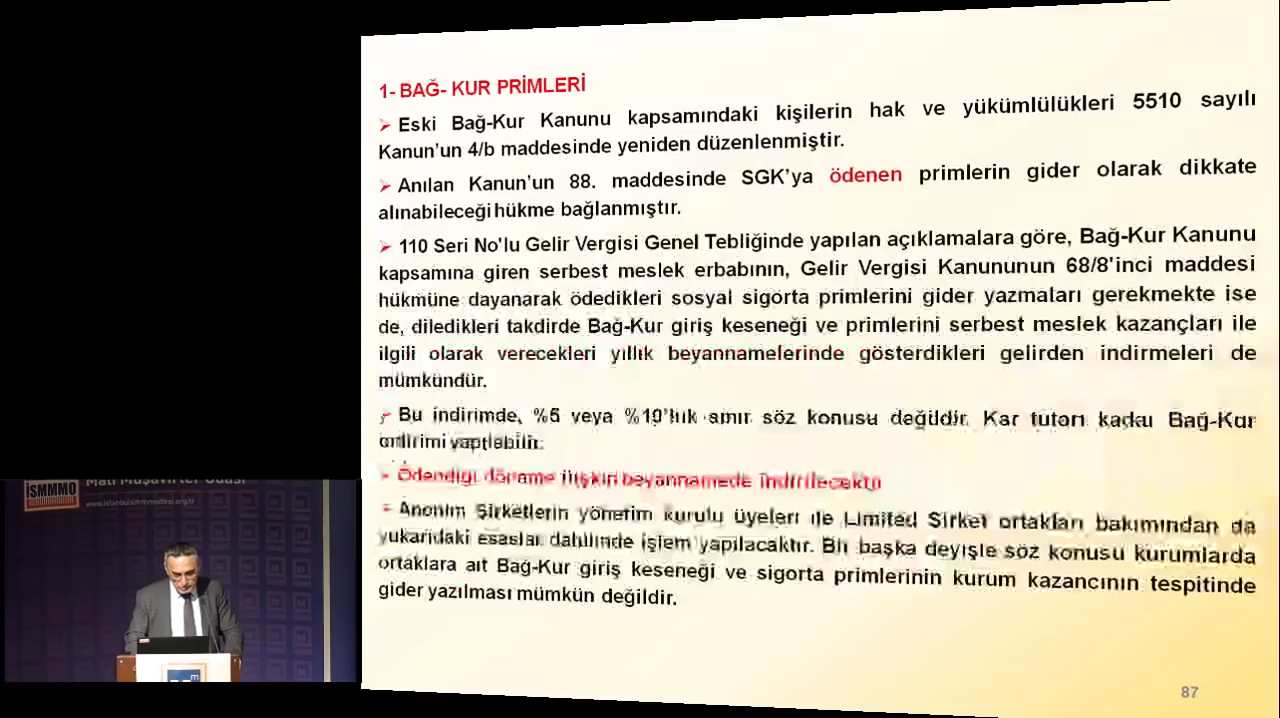 1- BAĞ- KUR PRİMLERİ
➢ Eski Bağ-Kur Kanunu kapsamındaki kişilerin hak ve yükümlülükleri 5510 sayılı
Kanun'un 4/b maddesinde yeniden düzenlenmiştir.
➢ Anılan Kanun'un 88. maddesinde SGK'ya ödenen primlerin gider olarak dikkate
alınabileceği hükme bağlanmıştır.
➢ 110 Seri No'lu Gelir Vergisi Genel Tebliğinde yapılan açıklamalara göre, Bağ-Kur Kanunu
kapsamına giren serbest meslek erbabının, Gelir Vergisi Kanununun 68/8'inci maddesi
hükmüne dayanarak ödedikleri sosyal sigorta primlerini gider yazmaları gerekmekte ise
de, diledikleri takdirde Bağ-Kur giriş keseneği ve primlerini serbest meslek kazançları ile
ilgili olarak verecekleri yıllık beyannamelerinde gösterdikleri gelirden indirmeleri de
mümkündür.
Bu indirimde, %5 veya %10'luk sınır söz konusu değildir. Kar tutarı kadar Bağ-Kur
indirimi yapılabilir.
Ödendiği döneme ilişkin beyannamede indirilecektir
Anonim Şirketlerin yönetim kurulu üyeleri ile Limited Şirket ortakları bakımından da
yukarıdaki esaslar dahilinde işlem yapılacaktır. Bir başka deyişle söz konusu kurumlarda
ortaklara ait Bağ-Kur giriş keseneği ve sigorta primlerinin kurum kazancının tespitinde
gider yazılması mümkün değildir.
87
İSMMMO
Mali Müşavirler Odası
www.istanbulsmmmodasi.org.tr